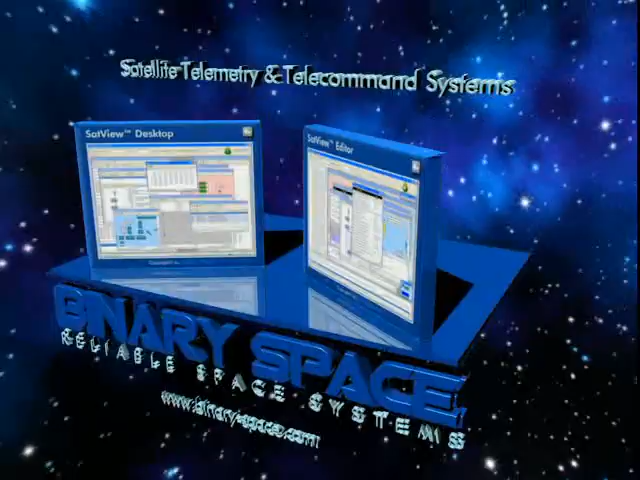 Satellite Telemetry & Telecommand Systems
SatView™ Desktop
SatView™ Editor
BINARY SPACE
RELIABLE SPACE SYSTEMS
www.binary-space.com